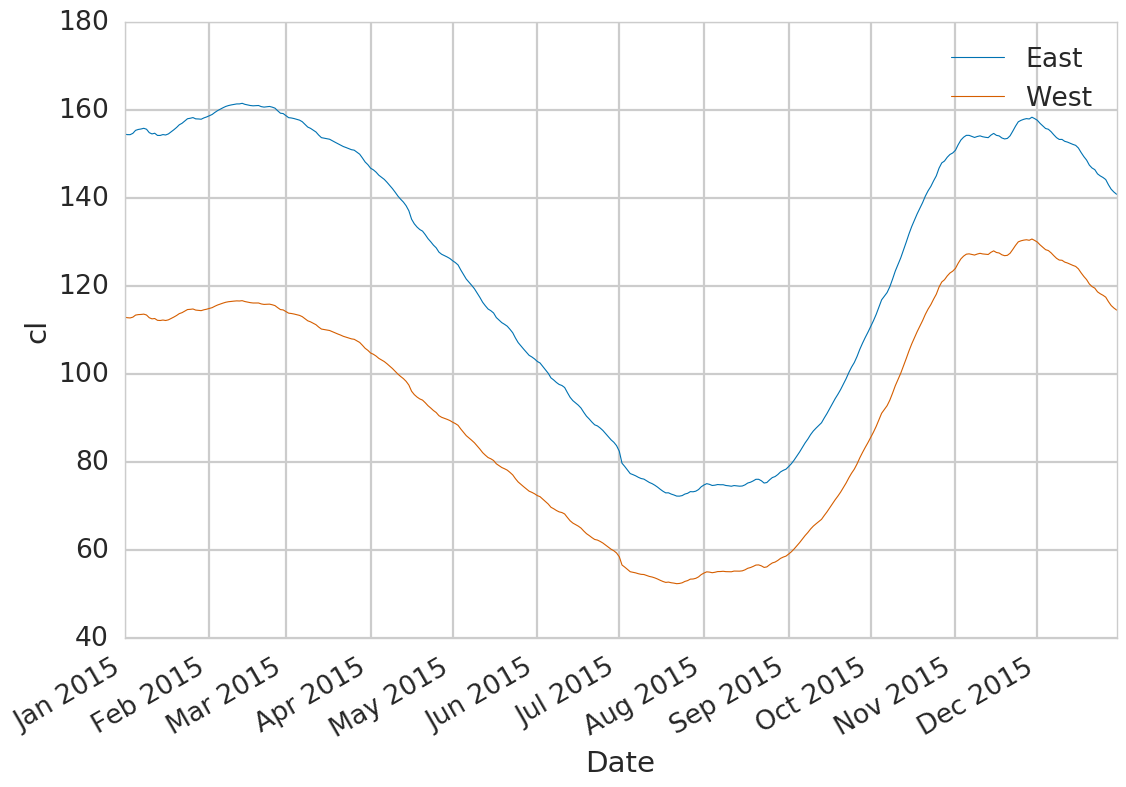 180
160
140
120
100
80
60
40
cl
East
West
Jan 2015
Feb 2015
Mar 2015
Apr 2015
May 2015
Jun 2015
Jul 2015
Aug 2015
Sep 2015
Oct 2015
Nov 2015
Dec 2015
Date